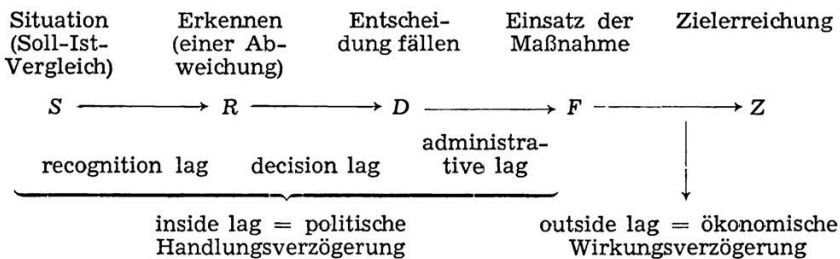 Situation
(Soll-Ist-
Vergleich)
Erkennen
(einer Ab-
weichung)
Entschei-
dung fällen
Einsatz der
Maßnahme
Zielerreichung
S
R
D
F
Z
recognition lag
decision lag
administra-
tive lag
inside lag = politische
Handlungsverzögerung
outside lag = ökonomische
Wirkungsverzögerung